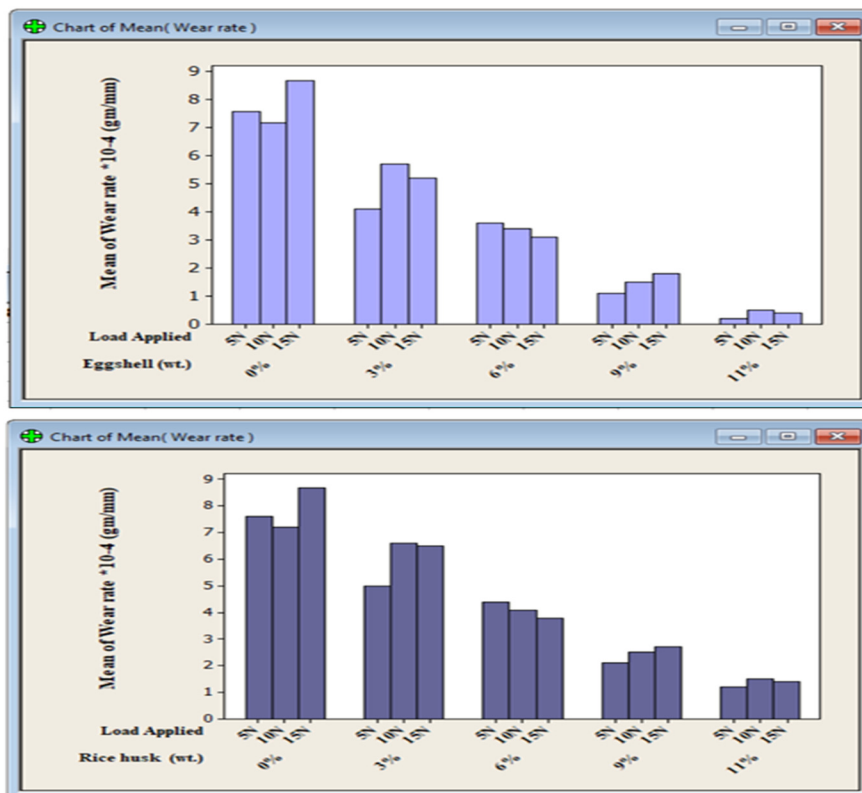 Chart of Mean( Wear rate )
Mean of Wear rate *10-4 (gm/mm)
9
8
7
6
5
4
3
2
1
0
Load Applied 5N 10N 15N 5N 10N 15N 5N 10N 15N 5N 10N 15N 5N 10N 15N
Eggshell (wt.) 0% 3% 6% 9% 11%
Chart of Mean( Wear rate )
Mean of Wear rate *10-4 (gm/mm)
9
8
7
6
5
4
3
2
1
0
Load Applied 5N 10N 15N 5N 10N 15N 5N 10N 15N 5N 10N 15N 5N 10N 15N
Rice husk (wt.) 0% 3% 6% 9% 11%